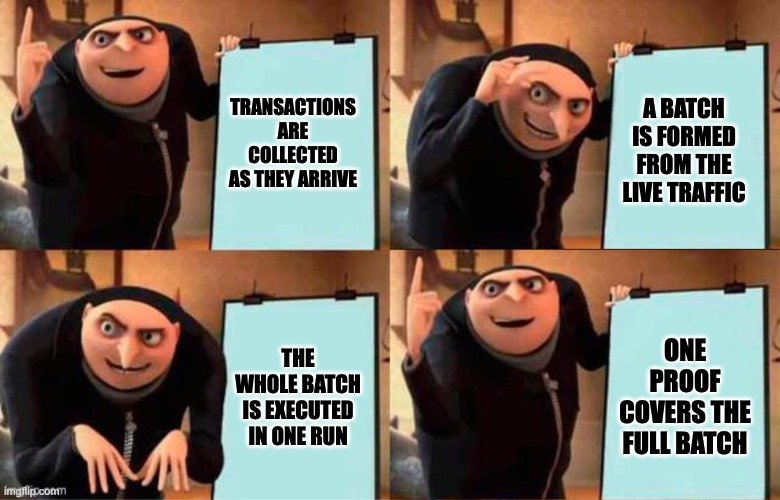 TRANSACTIONS
ARE
COLLECTED
AS THEY ARRIVE
A BATCH
IS FORMED
FROM THE
LIVE TRAFFIC
THE
WHOLE BATCH
IS EXECUTED
IN ONE RUN
ONE
PROOF
COVERS THE
FULL BATCH
imgflip.com